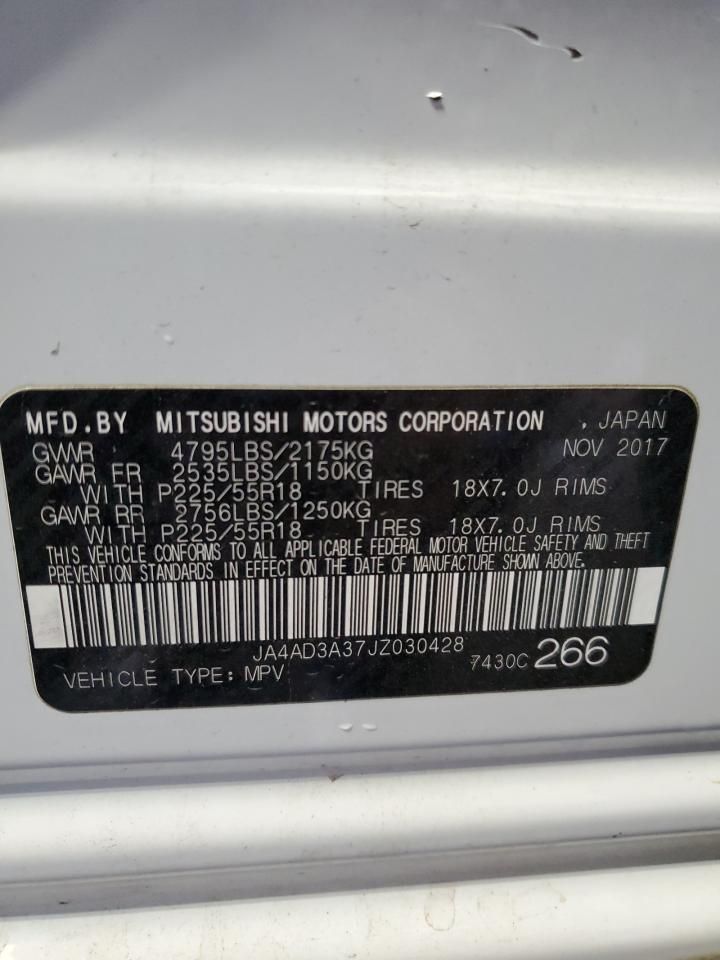 MFD.BY MITSUBISHI MOTORS CORPORATION , JAPAN
GVWR 4795LBS/2175KG NOV 2017
GAWR FR 2535LBS/1150KG
WITH P225/55R18 TIRES 18X7.0J RIMS
GAWR RR 2756LBS/1250KG
WITH P225/55R18 TIRES 18X7.0J RIMS
THIS VEHICLE CONFORMS TO ALL APPLICABLE FEDERAL MOTOR VEHICLE SAFETY AND THEFT
PREVENTION STANDARDS IN EFFECT ON THE DATE OF MANUFACTURE SHOWN ABOVE.
JA4AD3A37JZ030428
VEHICLE TYPE: MPV 7430C 266